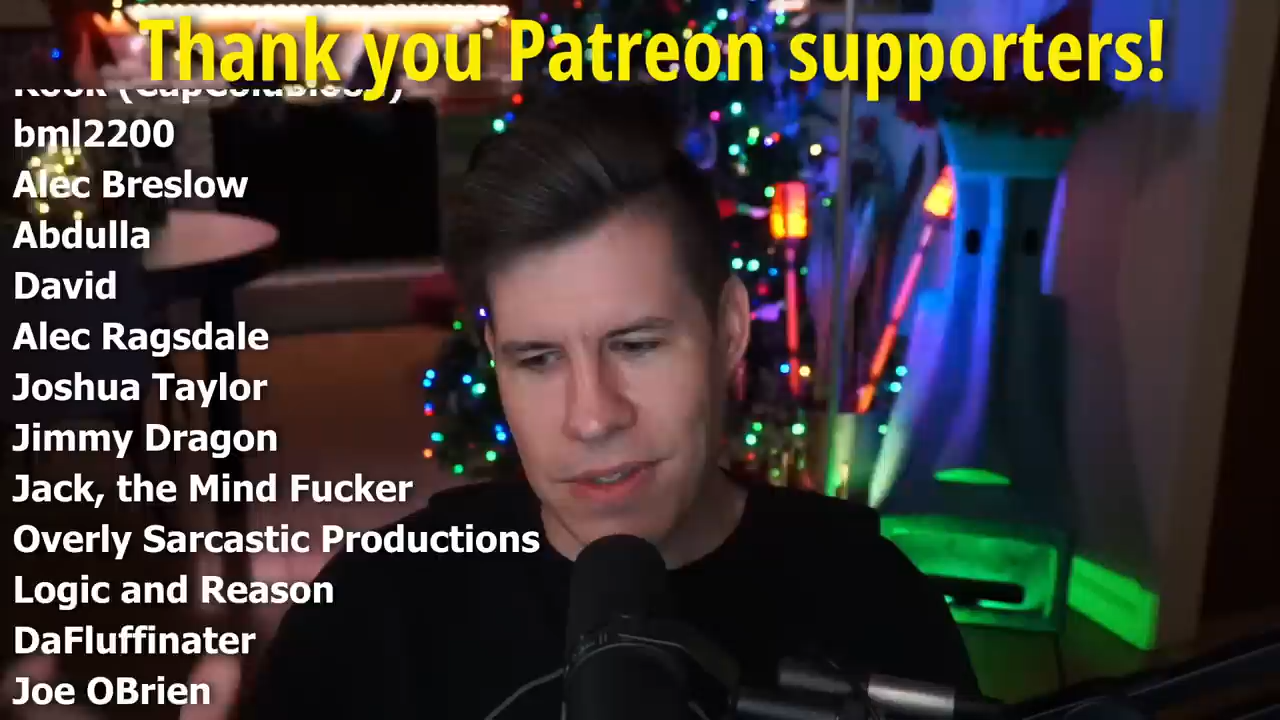 Thank you Patreon supporters!
bml2200
Alec Breslow
Abdulla
David
Alec Ragsdale
Joshua Taylor
Jimmy Dragon
Jack, the Mind Fucker
Overly Sarcastic Productions
Logic and Reason
DaFluffinater
Joe OBrien